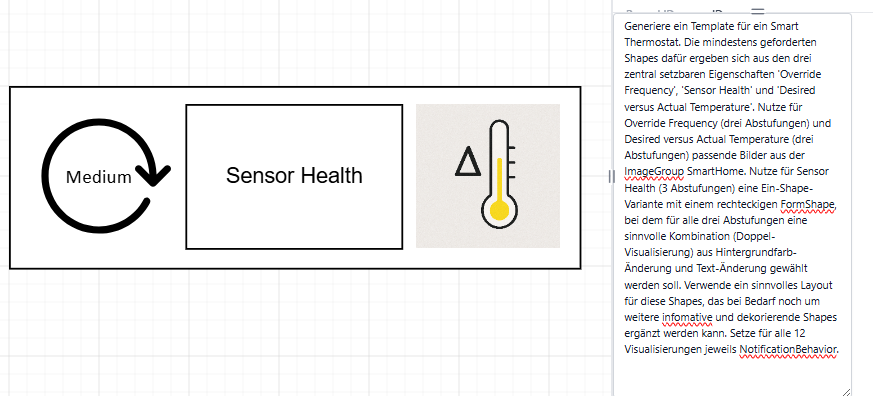 Medium
Sensor Health
Generiere ein Template für ein Smart
Thermostat. Die mindestens geforderten
Shapes dafür ergeben sich aus den drei
zentral setzbaren Eigenschaften 'Override
Frequency', 'Sensor Health' und 'Desired
versus Actual Temperature'. Nutze für
Override Frequency (drei Abstufungen) und
Desired versus Actual Temperature (drei
Abstufungen) passende Bilder aus der
ImageGroup SmartHome. Nutze für Sensor
Health (3 Abstufungen) eine Ein-Shape-
Variante mit einem rechteckigen FormShape,
bei dem für alle drei Abstufungen eine
sinnvolle Kombination (Doppel-
Visualisierung) aus Hintergrundfarb-
Änderung und Text-Änderung gewählt
werden soll. Verwende ein sinnvolles Layout
für diese Shapes, das bei Bedarf noch um
weitere infomative und dekorierende Shapes
ergänzt werden kann. Setze für alle 12
Visualisierungen jeweils NotificationBehavior.